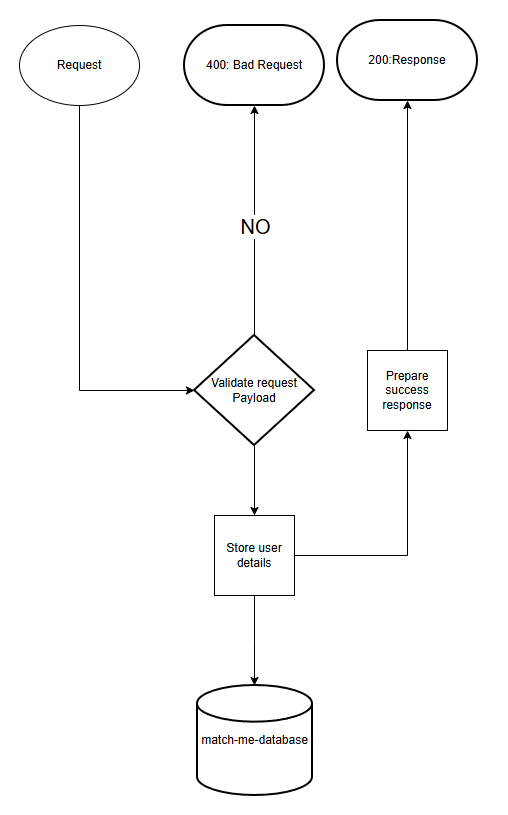 Request
400: Bad Request
200:Response
NO
Validate request
Payload
Prepare
success
response
Store user
details
match-me-database